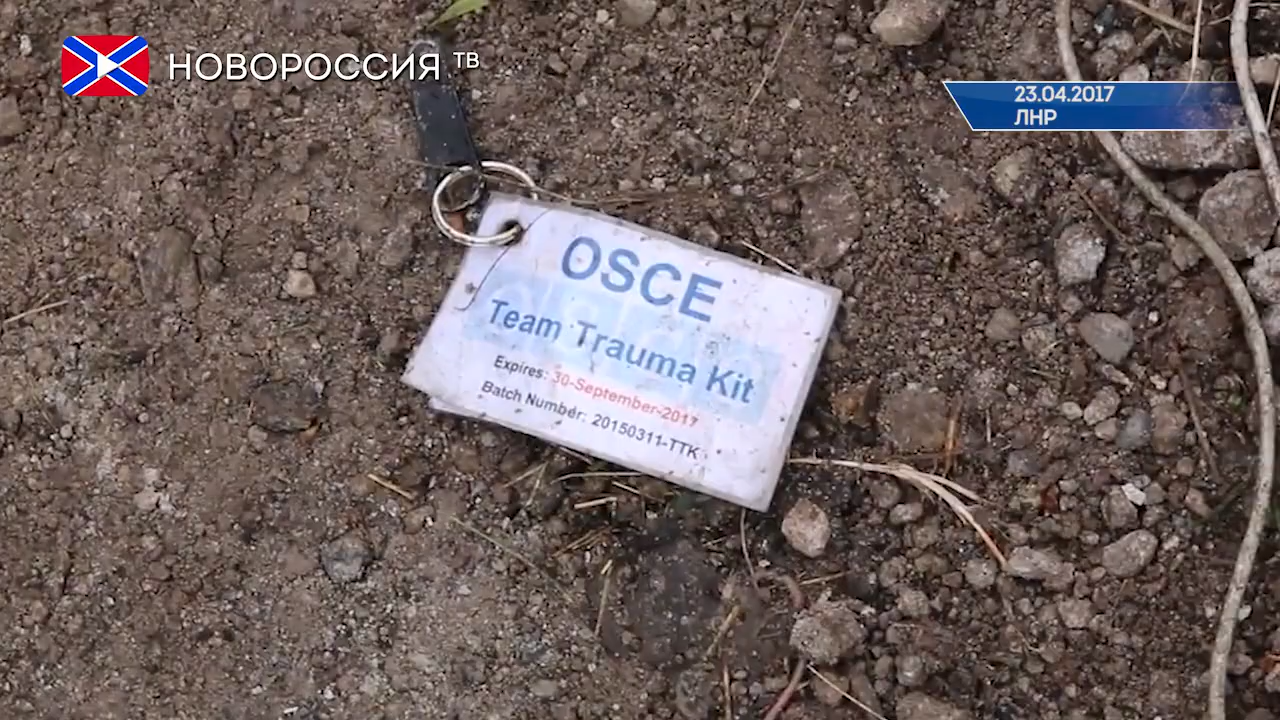 НОВОРОССИЯ ТВ
23.04.2017
ЛНР
OSCE
Team Trauma Kit
Expires: 30-September-2017
Batch Number: 20150311-TTK